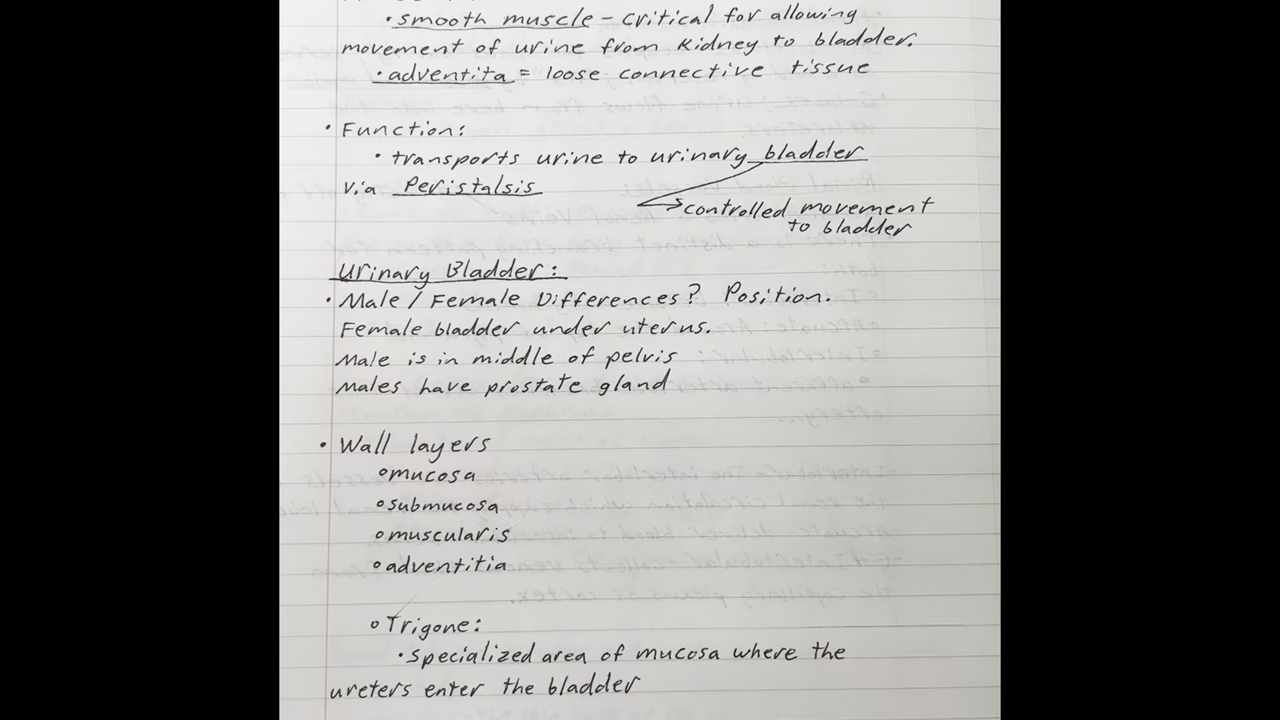 • smooth muscle - critical for allowing
movement of urine from kidney to bladder.
• adventita = loose connective tissue
• Function:
• transports urine to urinary bladder
via Peristalsis
controlled movement
to bladder
Urinary Bladder:
• Male / Female Differences? Position.
Female bladder under uterus.
Male is in middle of pelvis
Males have prostate gland
• Wall layers
◦ mucosa
◦ submucosa
◦ muscularis
◦ adventitia
◦ Trigone:
• specialized area of mucosa where the
ureters enter the bladder